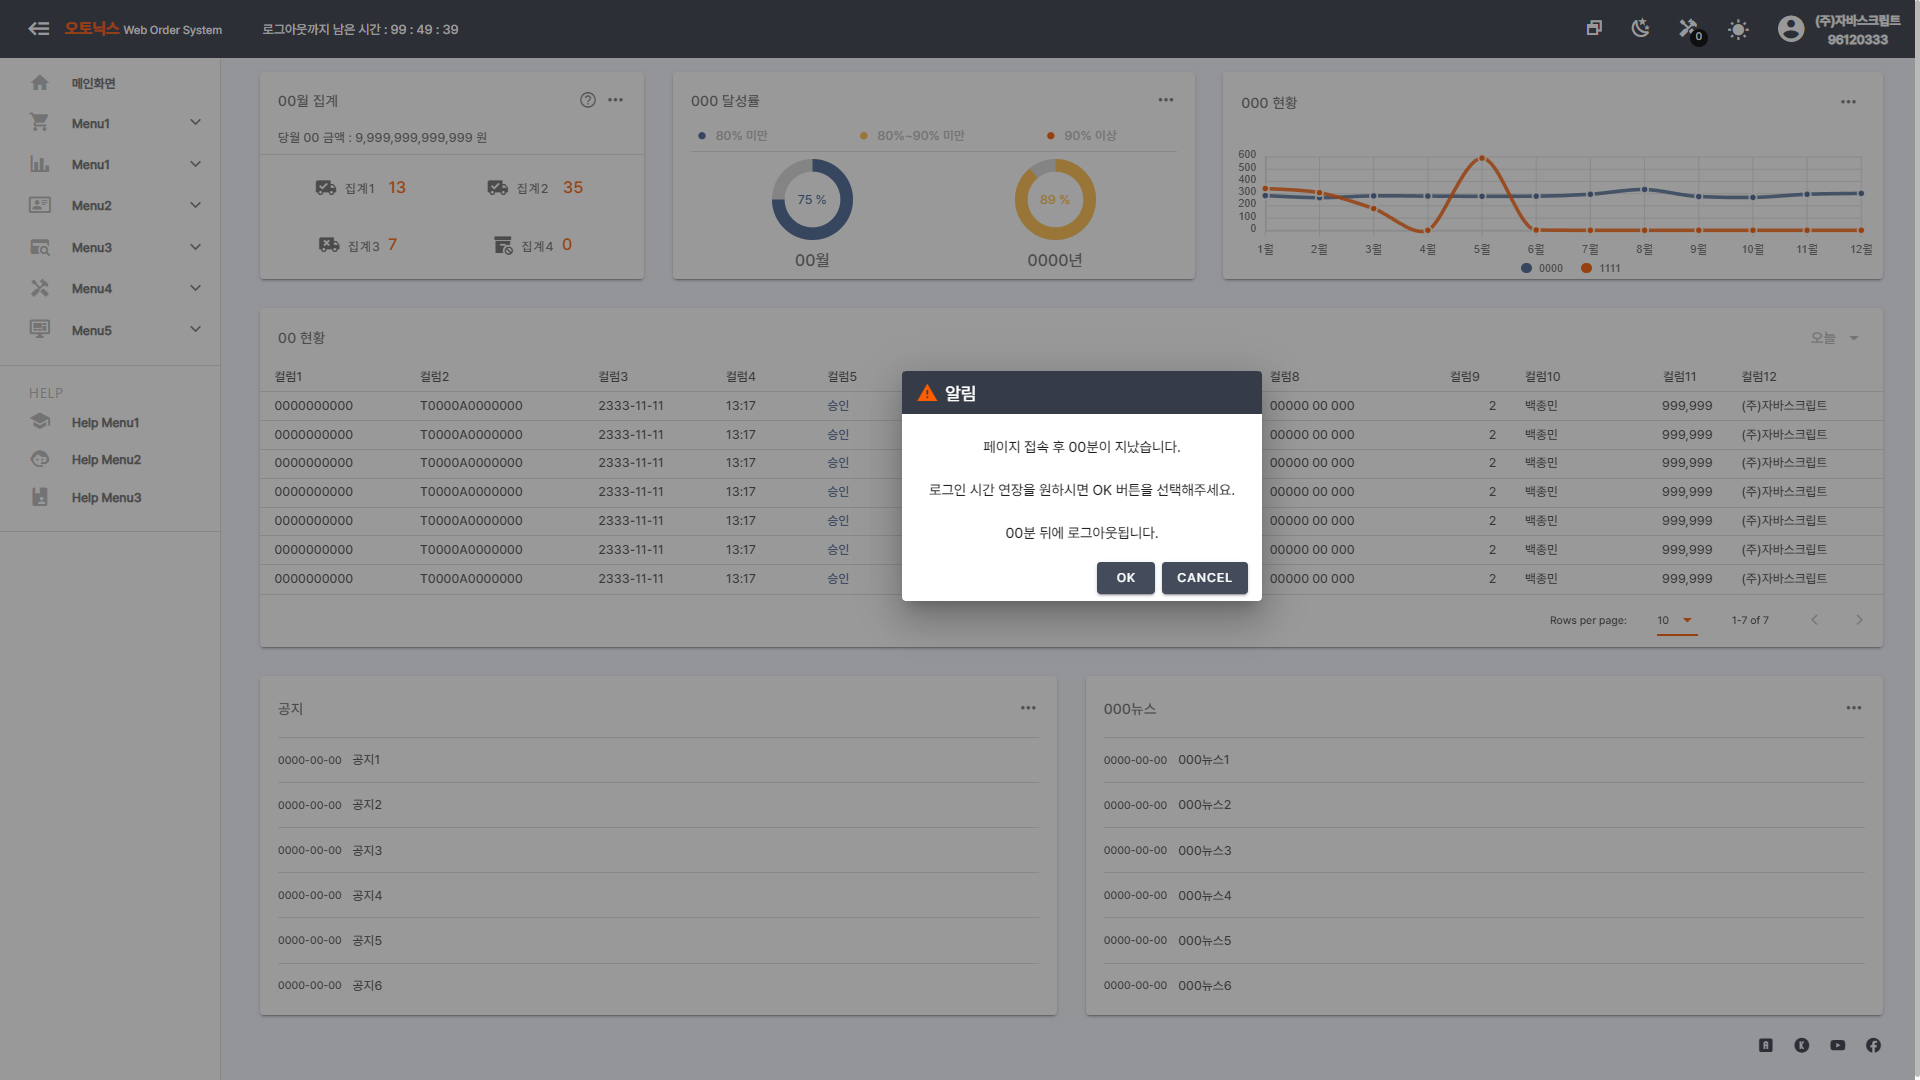 오토닉스 Web Order System 로그아웃까지 남은 시간 : 99 : 49 : 39 0 (주)자바스크립트
96120333
메인화면
Menu1
Menu1
Menu2
Menu3
Menu4
Menu5
HELP
Help Menu1
Help Menu2
Help Menu3
00월 집계
당월 00 금액 : 9,999,999,999,999 원
집계1 13 집계2 35
집계3 7 집계4 0
000 달성률
80% 미만 80%~90% 미만 90% 이상
75 % 89 %
00월 0000년
000 현황
600
500
400
300
200
100
0
1월 2월 3월 4월 5월 6월 7월 8월 9월 10월 11월 12월
0000 1111
00 현황 오늘
컬럼1 컬럼2 컬럼3 컬럼4 컬럼5 컬럼8 컬럼9 컬럼10 컬럼11 컬럼12
0000000000 T0000A0000000 2333-11-11 13:17 승인 00000 00 000 2 백종민 999,999 (주)자바스크립트
0000000000 T0000A0000000 2333-11-11 13:17 승인 00000 00 000 2 백종민 999,999 (주)자바스크립트
0000000000 T0000A0000000 2333-11-11 13:17 승인 00000 00 000 2 백종민 999,999 (주)자바스크립트
0000000000 T0000A0000000 2333-11-11 13:17 승인 00000 00 000 2 백종민 999,999 (주)자바스크립트
0000000000 T0000A0000000 2333-11-11 13:17 승인 00000 00 000 2 백종민 999,999 (주)자바스크립트
0000000000 T0000A0000000 2333-11-11 13:17 승인 00000 00 000 2 백종민 999,999 (주)자바스크립트
0000000000 T0000A0000000 2333-11-11 13:17 승인 00000 00 000 2 백종민 999,999 (주)자바스크립트
Rows per page: 10 1-7 of 7
알림
페이지 접속 후 00분이 지났습니다.
로그인 시간 연장을 원하시면 OK 버튼을 선택해주세요.
00분 뒤에 로그아웃됩니다.
OK CANCEL
공지
0000-00-00 공지1
0000-00-00 공지2
0000-00-00 공지3
0000-00-00 공지4
0000-00-00 공지5
0000-00-00 공지6
000뉴스
0000-00-00 000뉴스1
0000-00-00 000뉴스2
0000-00-00 000뉴스3
0000-00-00 000뉴스4
0000-00-00 000뉴스5
0000-00-00 000뉴스6